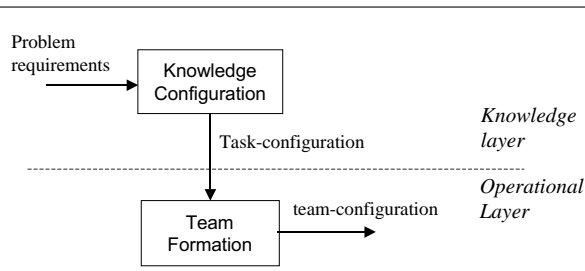 Problem
requirements
Knowledge
Configuration
Knowledge
layer
Task-configuration
Operational
Layer
team-configuration
Team
Formation